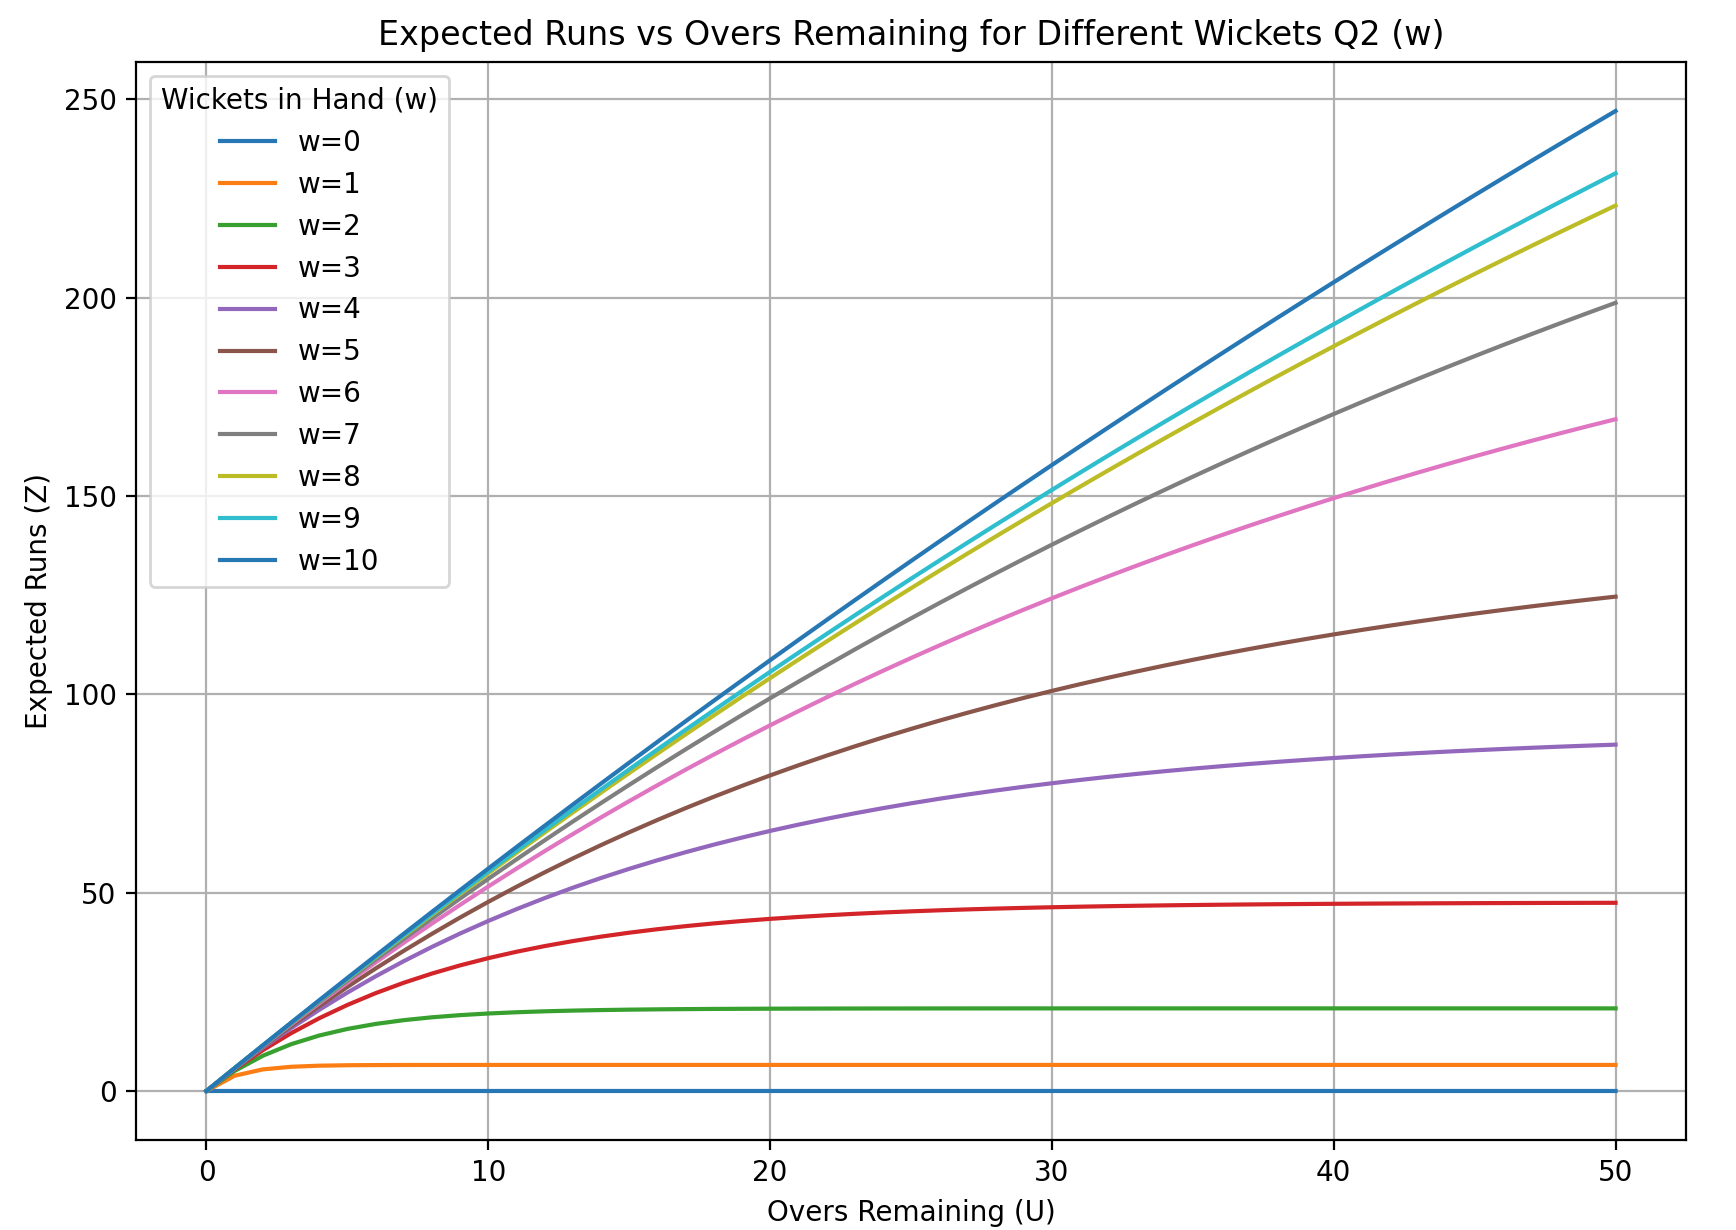 Expected Runs vs Overs Remaining for Different Wickets Q2 (w)
Wickets in Hand (w)
w=0
w=1
w=2
w=3
w=4
w=5
w=6
w=7
w=8
w=9
w=10
Expected Runs (Z)
250
200
150
100
50
0
0 10 20 30 40 50
Overs Remaining (U)